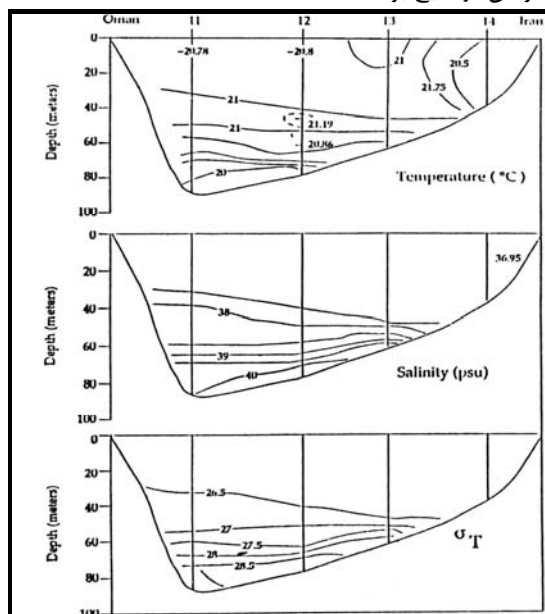 Oman 11 12 13 14 Iran
0 -20.78 -20.8
20 21 21.75 20.5
40 21
60 21 21.19
80 20 20.86
100
Depth (meters)
Temperature (°C)
0
20 36.95
40 38
60
80 39
100 40
Depth (meters)
Salinity (psu)
0
20
40 26.5
60 27
80 28 27.5
100 28.5
Depth (meters)
σT